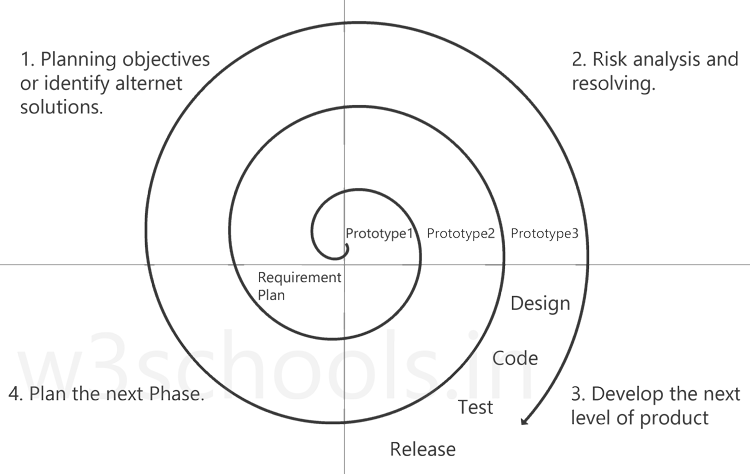 1. Planning objectives
or identify alternet
solutions.
2. Risk analysis and
resolving.
Prototype1
Prototype2
Prototype3
Requirement
Plan
Design
Code
Test
Release
4. Plan the next Phase.
3. Develop the next
level of product
w3schools.in